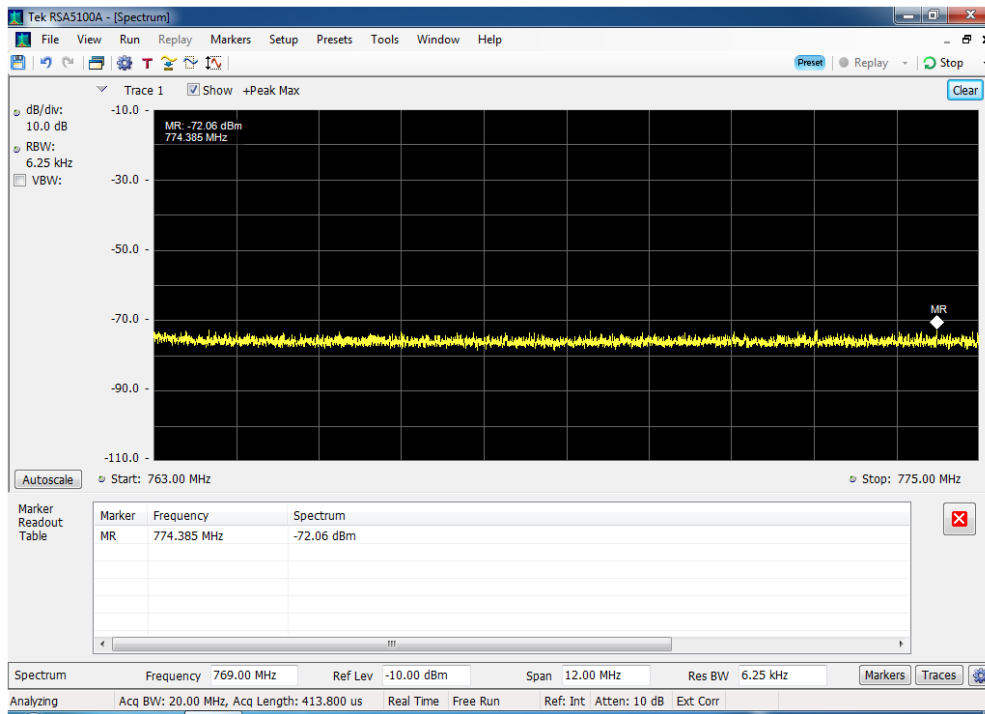 Tek RSA5100A - [Spectrum]
File View Run Replay Markers Setup Presets Tools Window Help
T Preset Replay Stop
Trace 1 Show +Peak Max Clear
dB/div:
10.0 dB
RBW:
6.25 kHz
VBW:
-10.0
MR: -72.06 dBm
774.385 MHz
-30.0
-50.0
-70.0
MR
-90.0
-110.0
Autoscale Start: 763.00 MHz Stop: 775.00 MHz
Marker
Readout
Table
Marker Frequency Spectrum
MR 774.385 MHz -72.06 dBm
Spectrum Frequency 769.00 MHz Ref Lev -10.00 dBm Span 12.00 MHz Res BW 6.25 kHz Markers Traces
Analyzing Acq BW: 20.00 MHz, Acq Length: 413.800 us Real Time Free Run Ref: Int Atten: 10 dB Ext Corr